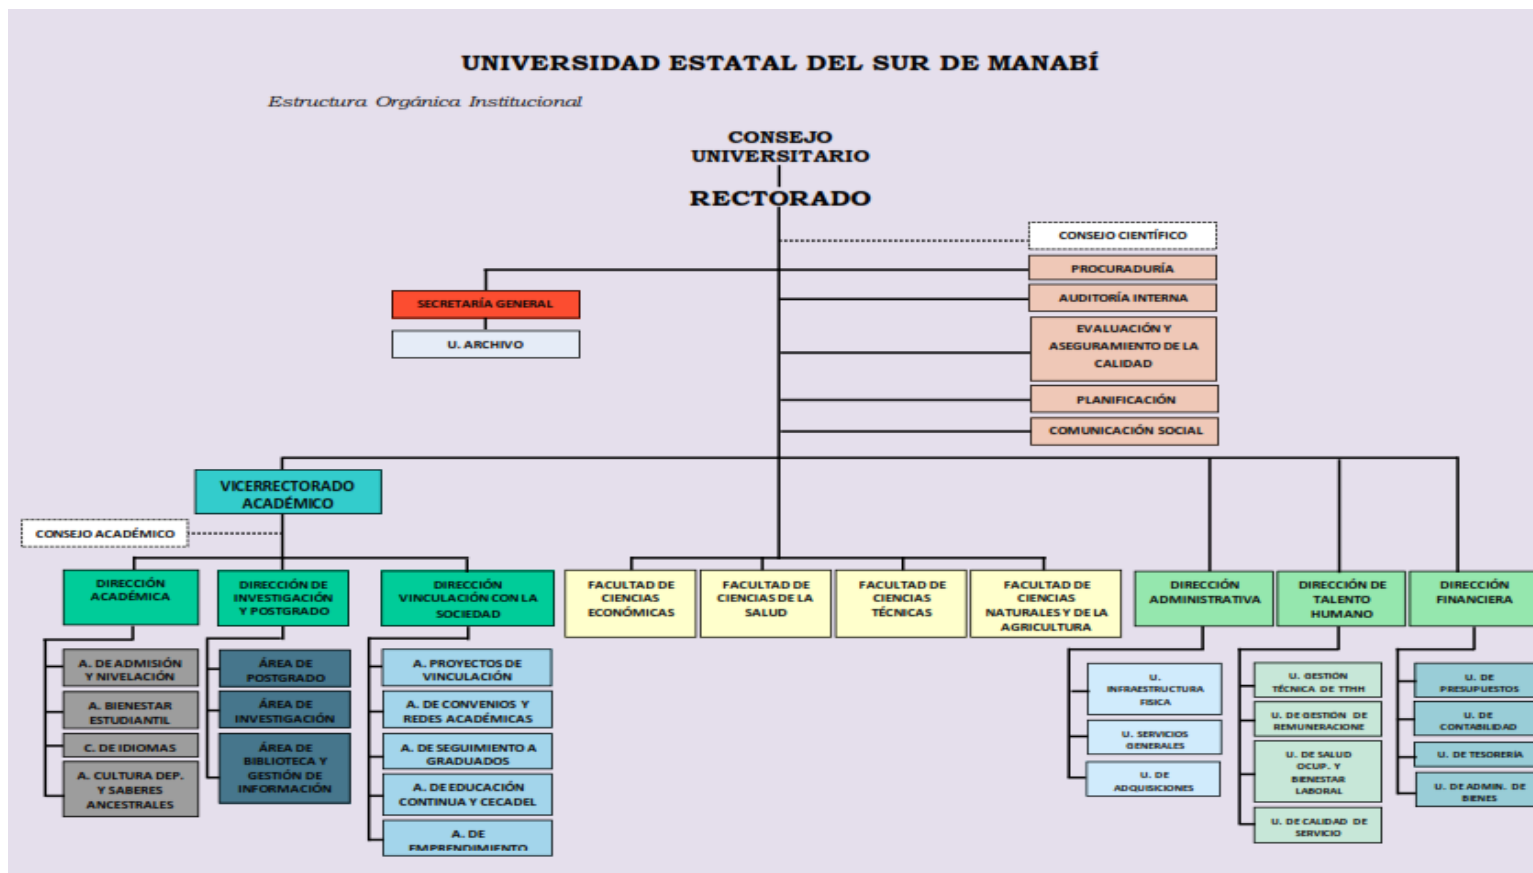 UNIVERSIDAD ESTATAL DEL SUR DE MANABÍ
Estructura Orgánica Institucional
CONSEJO
UNIVERSITARIO
RECTORADO
CONSEJO CIENTÍFICO
PROCURADURÍA
AUDITORÍA INTERNA
EVALUACIÓN Y
ASEGURAMIENTO DE LA
CALIDAD
PLANIFICACIÓN
COMUNICACIÓN SOCIAL
SECRETARÍA GENERAL
U. ARCHIVO
VICERRECTORADO
ACADÉMICO
CONSEJO ACADÉMICO
DIRECCIÓN
ACADÉMICA
A. DE ADMISIÓN
Y NIVELACIÓN
A. BIENESTAR
ESTUDIANTIL
C. DE IDIOMAS
A. CULTURA DEP.
Y SABERES
ANCESTRALES
DIRECCIÓN DE
INVESTIGACIÓN
Y POSTGRADO
ÁREA DE
POSTGRADO
ÁREA DE
INVESTIGACIÓN
ÁREA DE
BIBLIOTECA Y
GESTIÓN DE
INFORMACIÓN
DIRECCIÓN
VINCULACIÓN CON LA
SOCIEDAD
A. PROYECTOS DE
VINCULACIÓN
A. DE CONVENIOS Y
REDES ACADÉMICAS
A. DE SEGUIMIENTO A
GRADUADOS
A. DE EDUCACIÓN
CONTINUA Y CECADEL
A. DE
EMPRENDIMIENTO
FACULTAD DE
CIENCIAS
ECONÓMICAS
FACULTAD DE
CIENCIAS DE LA
SALUD
FACULTAD DE
CIENCIAS
TÉCNICAS
FACULTAD DE
CIENCIAS
NATURALES Y DE LA
AGRICULTURA
DIRECCIÓN
ADMINISTRATIVA
U.
INFRAESTRUCTURA
FISICA
U. SERVICIOS
GENERALES
U. DE
ADQUISICIONES
DIRECCIÓN DE
TALENTO
HUMANO
U. GESTIÓN
TÉCNICA DE TTHH
U. DE GESTIÓN DE
REMUNERACIONE
U. DE SALUD
OCUP. Y
BIENESTAR
LABORAL
U. DE CALIDAD DE
SERVICIO
DIRECCIÓN
FINANCIERA
U. DE
PRESUPUESTOS
U. DE
CONTABILIDAD
U. DE TESORERÍA
U. DE ADMIN. DE
BIENES